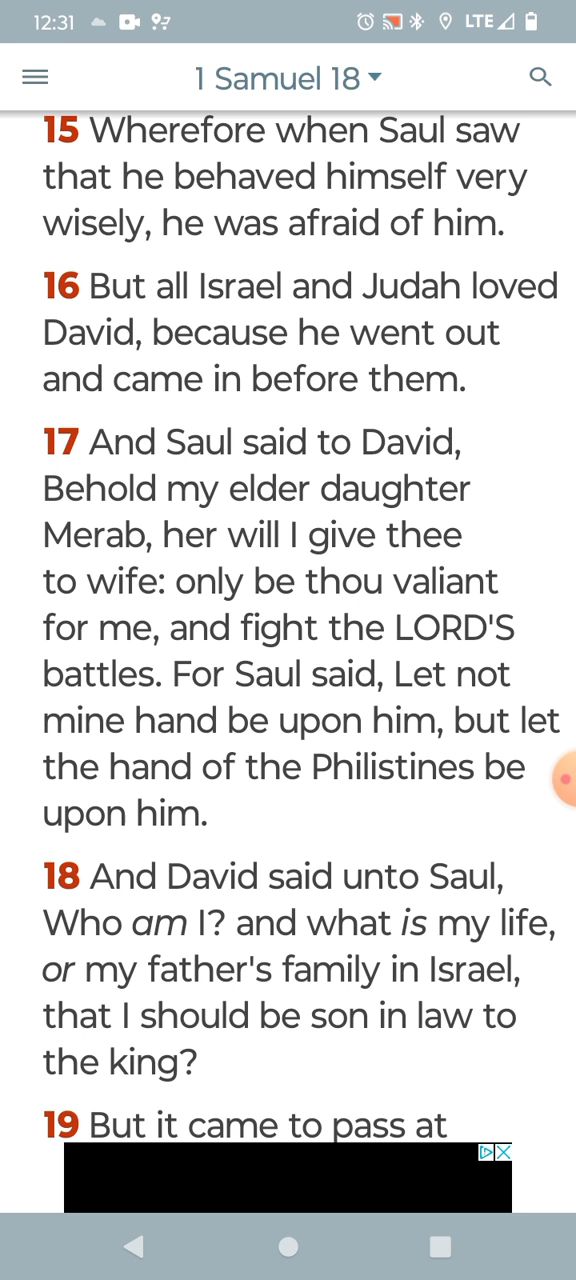 12:31
LTE
1 Samuel 18
15 Wherefore when Saul saw
that he behaved himself very
wisely, he was afraid of him.
16 But all Israel and Judah loved
David, because he went out
and came in before them.
17 And Saul said to David,
Behold my elder daughter
Merab, her will I give thee
to wife: only be thou valiant
for me, and fight the LORD'S
battles. For Saul said, Let not
mine hand be upon him, but let
the hand of the Philistines be
upon him.
18 And David said unto Saul,
Who am I? and what is my life,
or my father's family in Israel,
that I should be son in law to
the king?
19 But it came to pass at